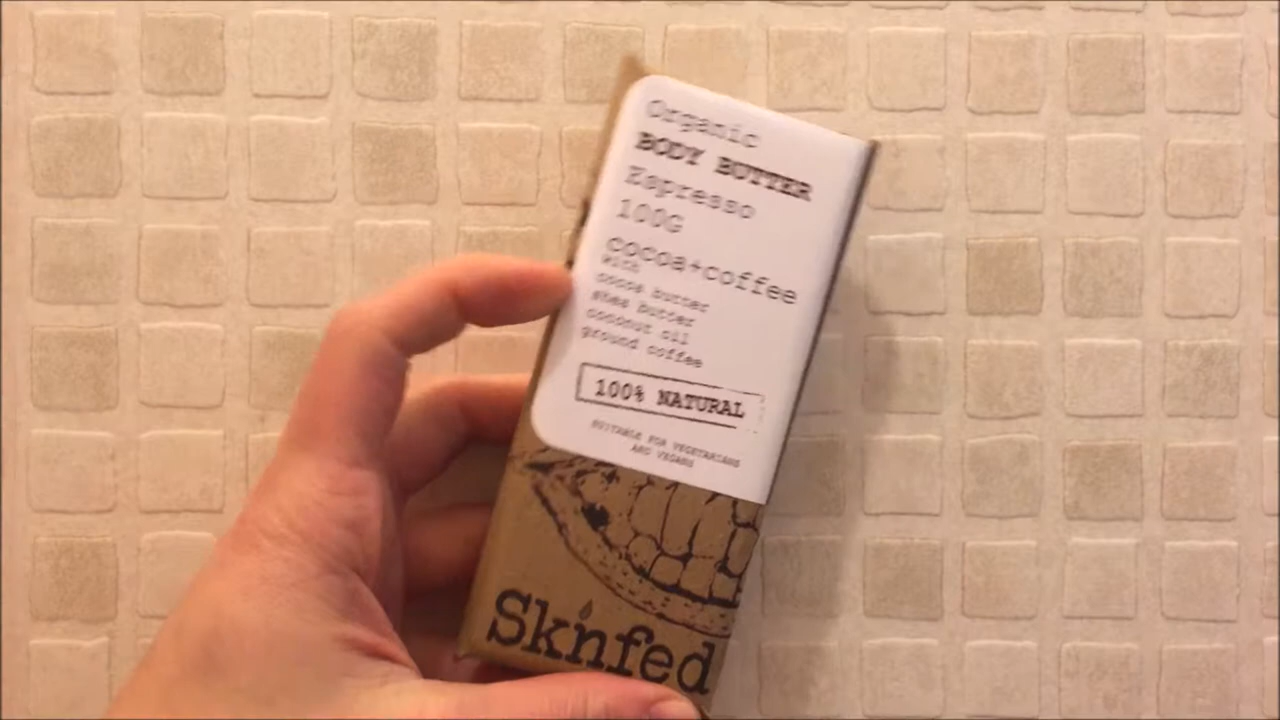 Organic
BODY BUTTER
Espresso
100G
cocoa+coffee
with
cocoa butter
shea butter
coconut oil
ground coffee
100% NATURAL
SUITABLE FOR VEGETARIANS
AND VEGANS
Sknfed